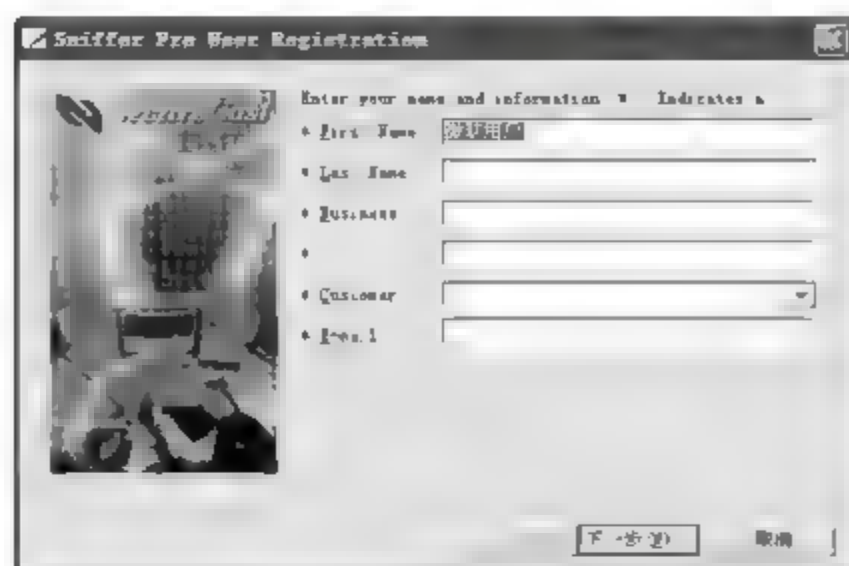 Sniffer Pro User Registration
Enter your name and information * Indicates a
* First Name
* Las Name
* Business
*
* Customer
* Email
下一步(N) 取消